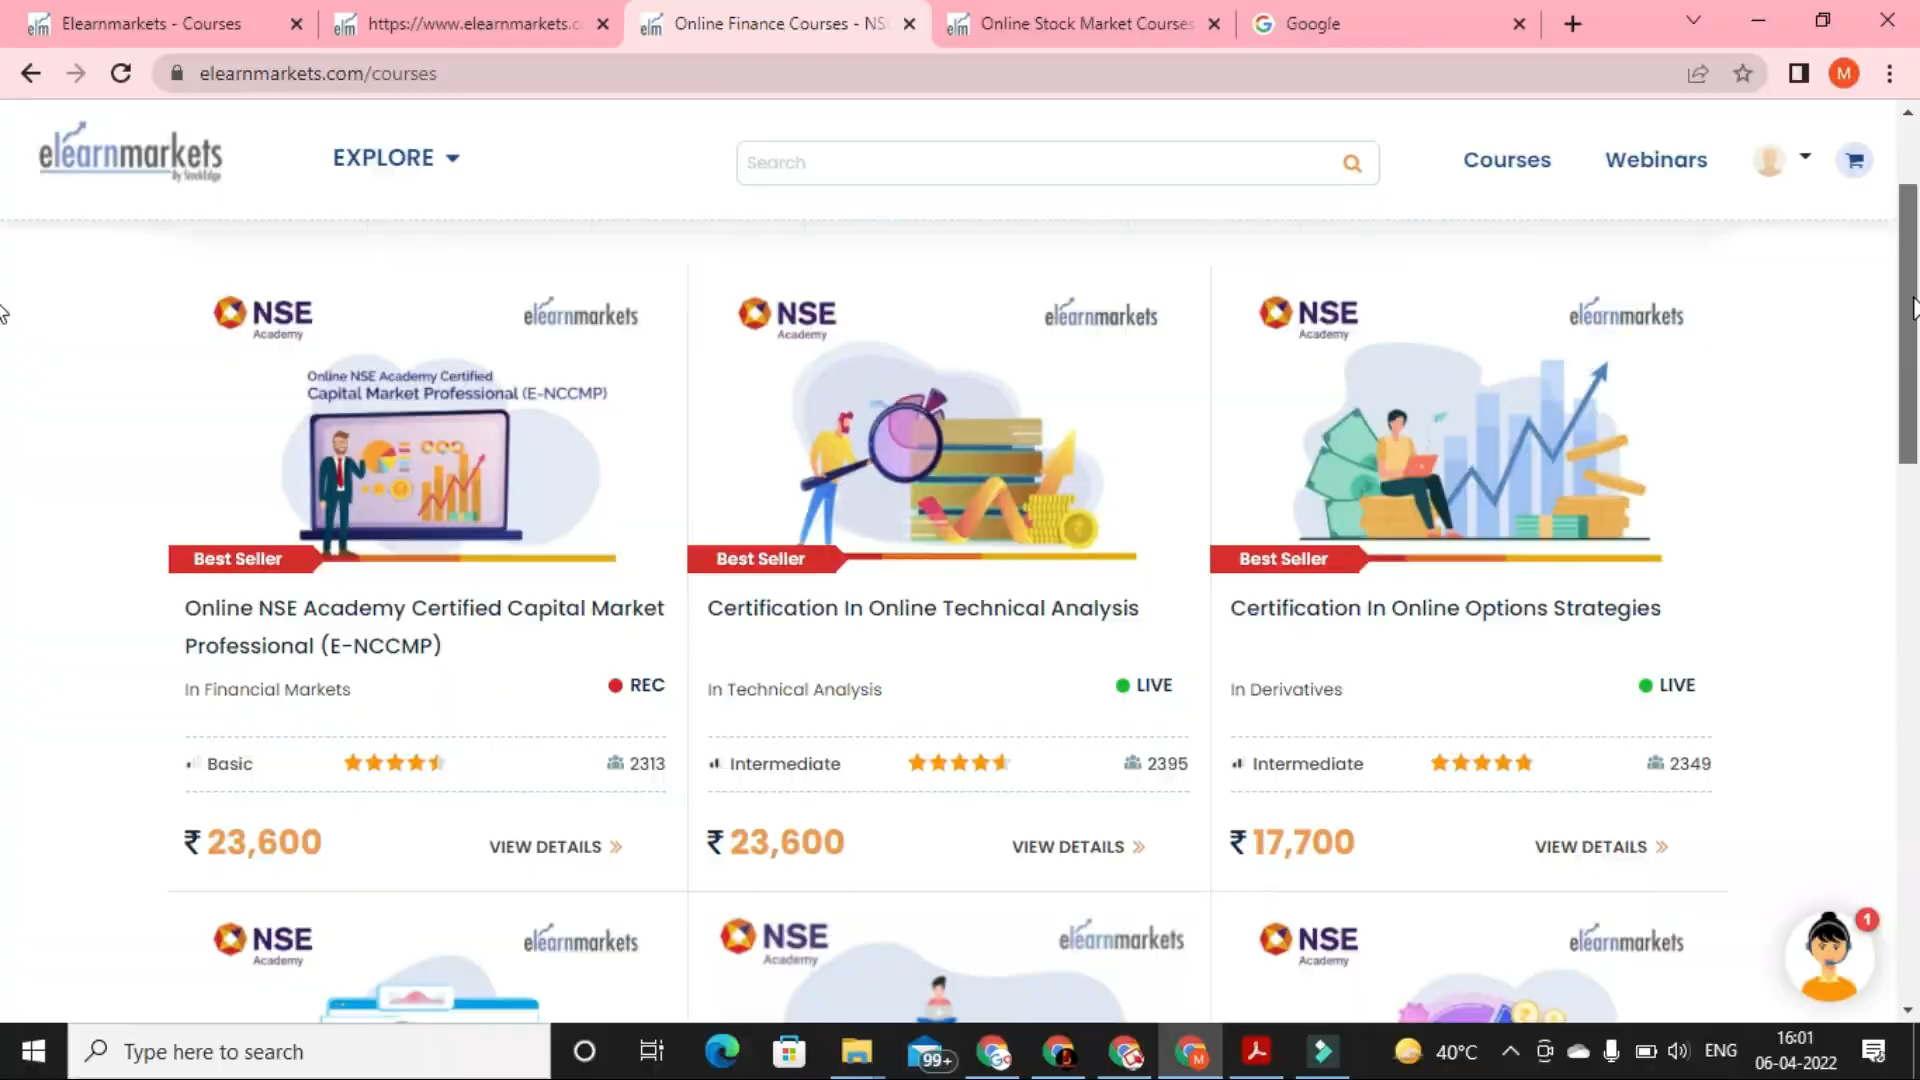 Elearnmarkets - Courses
https://www.elearnmarkets.c
Online Finance Courses - NS
Online Stock Market Courses
Google
elearnmarkets.com/courses
M
elearnmarkets
By StockEdge
EXPLORE
Search
Courses
Webinars
NSE
Academy
elearnmarkets
Online NSE Academy Certified
Capital Market Professional (E-NCCMP)
Best Seller
Online NSE Academy Certified Capital Market
Professional (E-NCCMP)
In Financial Markets
REC
Basic
2313
₹ 23,600
VIEW DETAILS »
NSE
Academy
elearnmarkets
Best Seller
Certification In Online Technical Analysis
In Technical Analysis
LIVE
Intermediate
2395
₹ 23,600
VIEW DETAILS »
NSE
Academy
elearnmarkets
Best Seller
Certification In Online Options Strategies
In Derivatives
LIVE
Intermediate
2349
₹ 17,700
VIEW DETAILS »
NSE
Academy
elearnmarkets
NSE
Academy
elearnmarkets
NSE
Academy
elearnmarkets
1
Type here to search
99+
40°C
ENG
16:01
06-04-2022